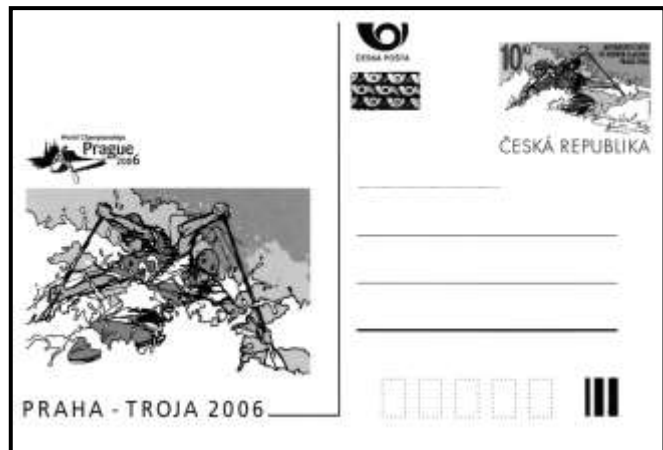 World Championships
Prague
2006
PRAHA - TROJA 2006
ČESKÁ POŠTA
10 Kč
ČESKÁ REPUBLIKA